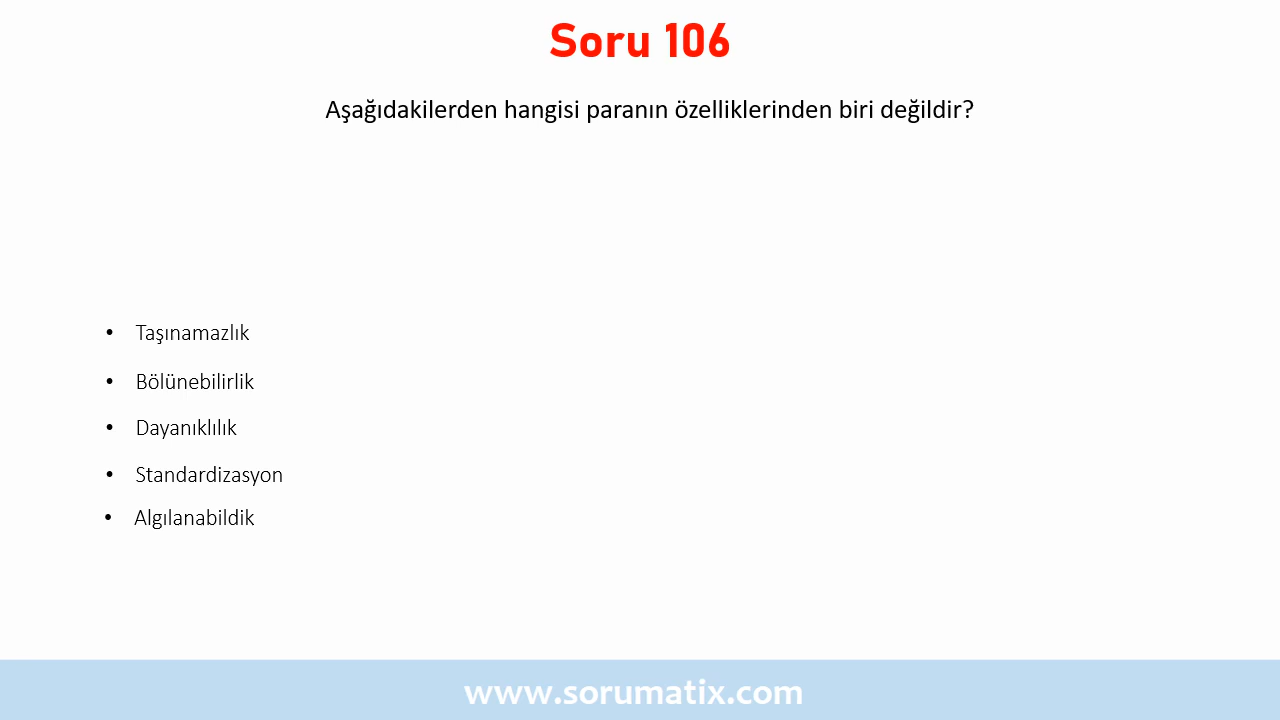 Soru 106
Aşağıdakilerden hangisi paranın özelliklerinden biri değildir?
• Taşınamazlık
• Bölünebilirlik
• Dayanıklılık
• Standardizasyon
• Algılanabildik
www.sorumatix.com